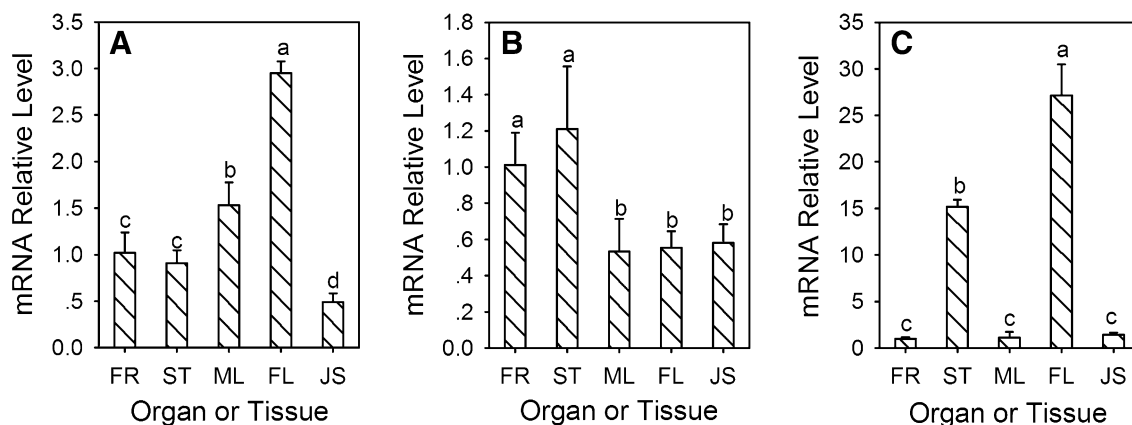 A
mRNA Relative Level
3.5
3.0
2.5
2.0
1.5
1.0
.5
0.0
c
c
b
a
d
FR ST ML FL JS
Organ or Tissue
B
mRNA Relative Level
1.8
1.6
1.4
1.2
1.0
.8
.6
.4
.2
0.0
a
a
b
b
b
FR ST ML FL JS
Organ or Tissue
C
mRNA Relative Level
35
30
25
20
15
10
5
0
c
b
c
a
c
FR ST ML FL JS
Organ or Tissue